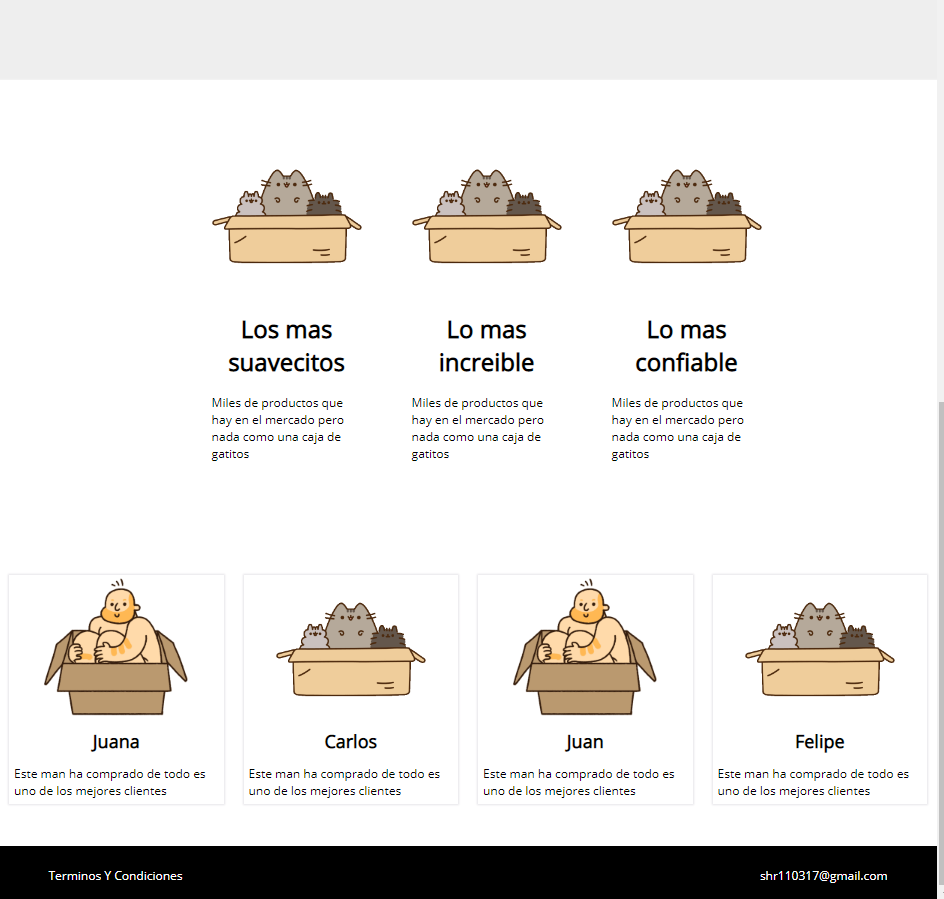 Los mas
suavecitos
Miles de productos que
hay en el mercado pero
nada como una caja de
gatitos
Lo mas
increible
Miles de productos que
hay en el mercado pero
nada como una caja de
gatitos
Lo mas
confiable
Miles de productos que
hay en el mercado pero
nada como una caja de
gatitos
Juana
Este man ha comprado de todo es
uno de los mejores clientes
Carlos
Este man ha comprado de todo es
uno de los mejores clientes
Juan
Este man ha comprado de todo es
uno de los mejores clientes
Felipe
Este man ha comprado de todo es
uno de los mejores clientes
Terminos Y Condiciones
shr110317@gmail.com